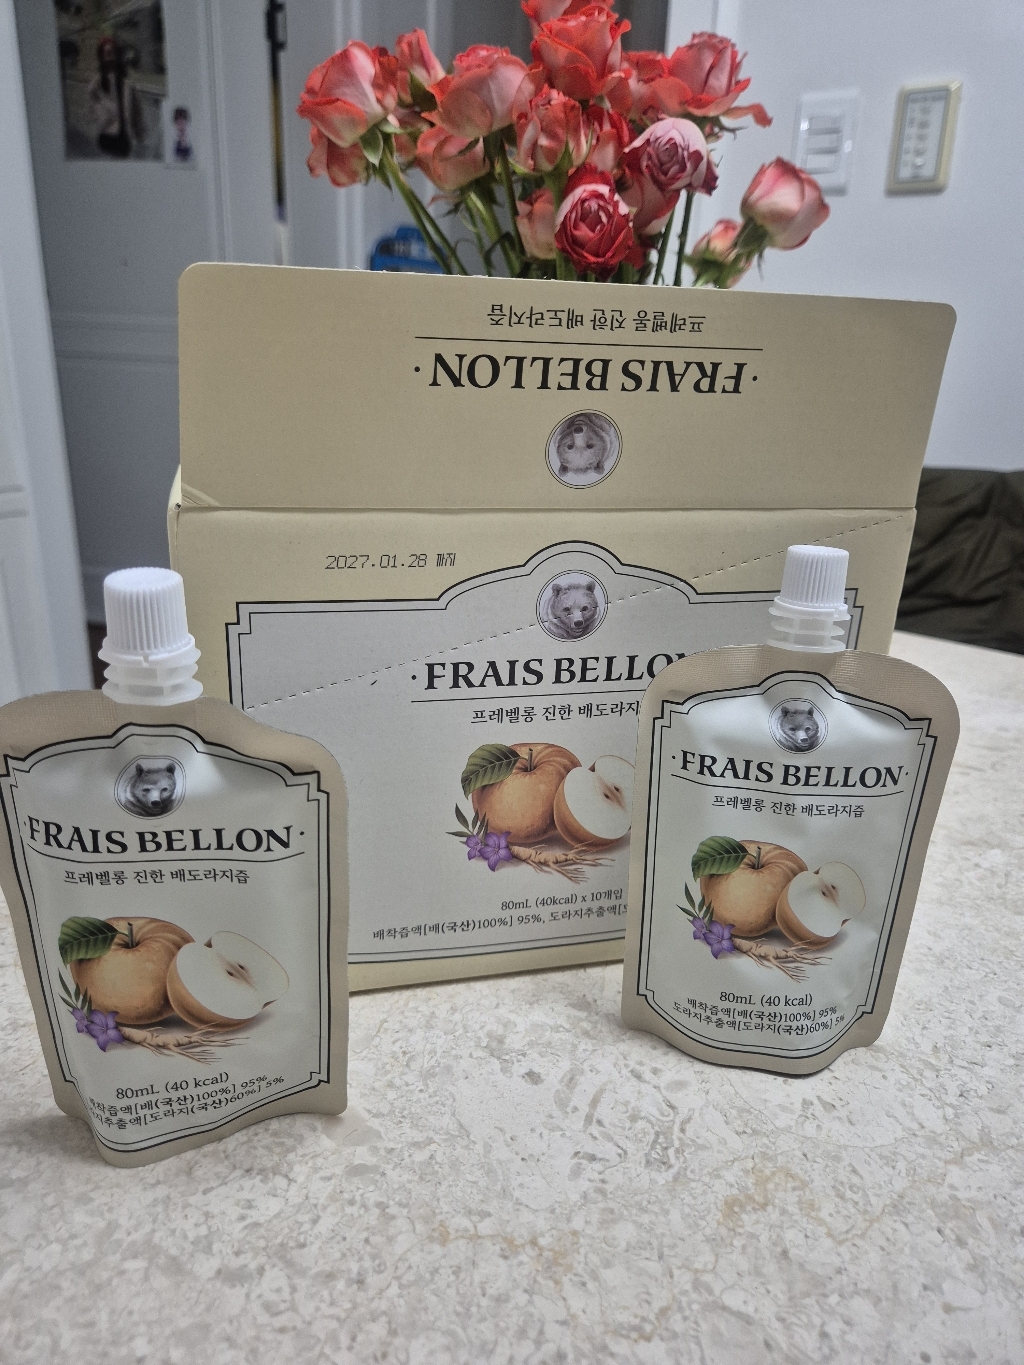 프레벨롱 진한 배도라지즙
·FRAIS BELLON·
2027.01.28 까지
·FRAIS BELLON
프레벨롱 진한 배도라지
80mL (40kcal) x 10개입
배착즙액[배(국산)100%] 95%, 도라지추출액[
·FRAIS BELLON·
프레벨롱 진한 배도라지즙
80mL (40 kcal)
배착즙액[배(국산)100%] 95%
도라지추출액[도라지(국산)60%] 5%
·FRAIS BELLON·
프레벨롱 진한 배도라지즙
80mL (40 kcal)
배착즙액[배(국산)100%] 95%
도라지추출액[도라지(국산)60%] 5%